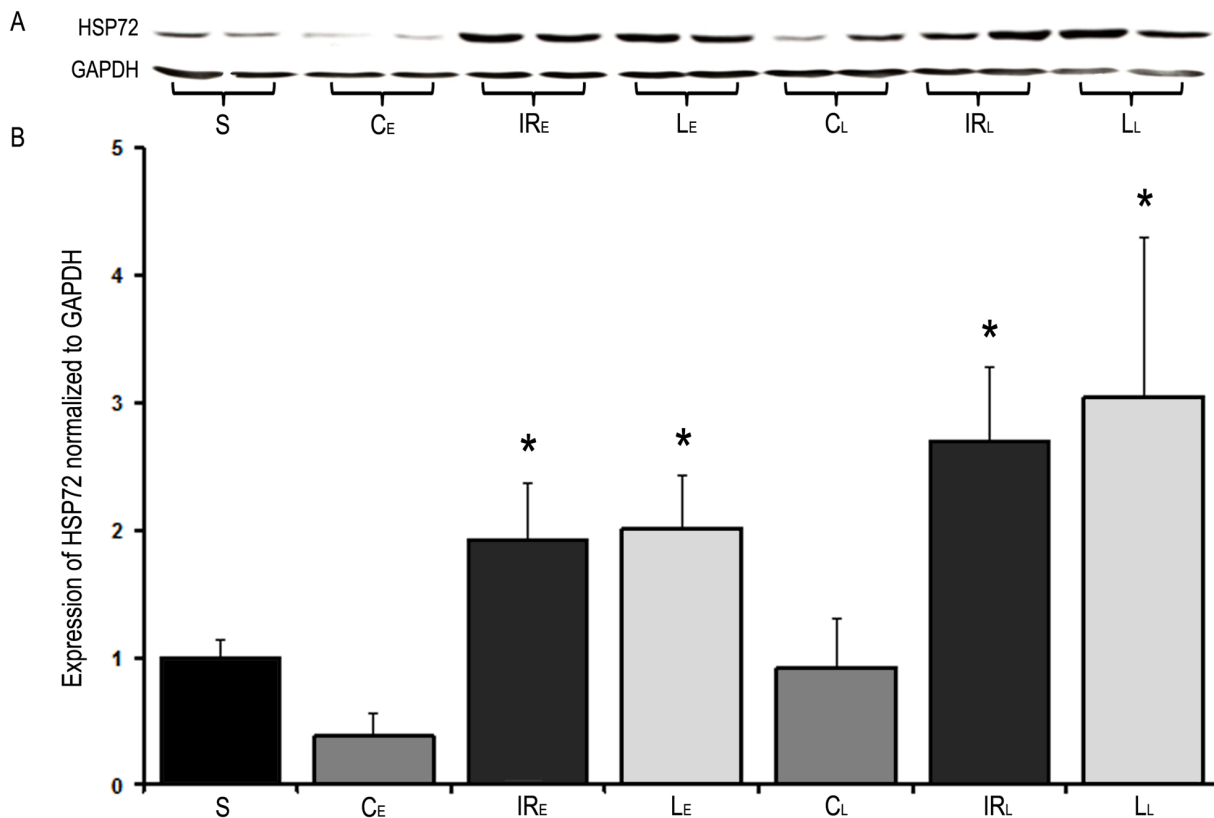 A
HSP72
GAPDH
S CE IRE LE CL IRL LL
B
Expression of HSP72 normalized to GAPDH
5
4
3
2
1
0
*
*
*
*
S CE IRE LE CL IRL LL